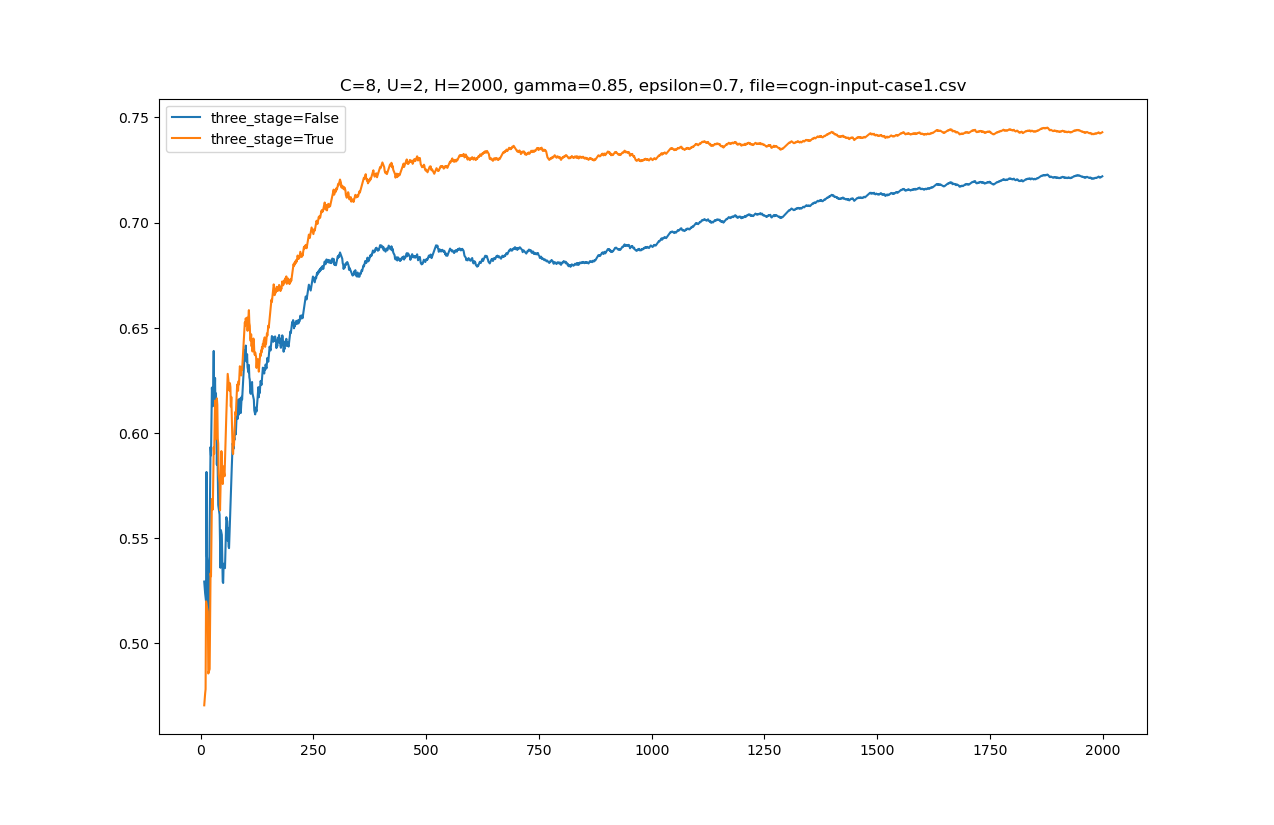 C=8, U=2, H=2000, gamma=0.85, epsilon=0.7, file=cogn-input-case1.csv
three_stage=False
three_stage=True
0.75
0.70
0.65
0.60
0.55
0.50
0 250 500 750 1000 1250 1500 1750 2000